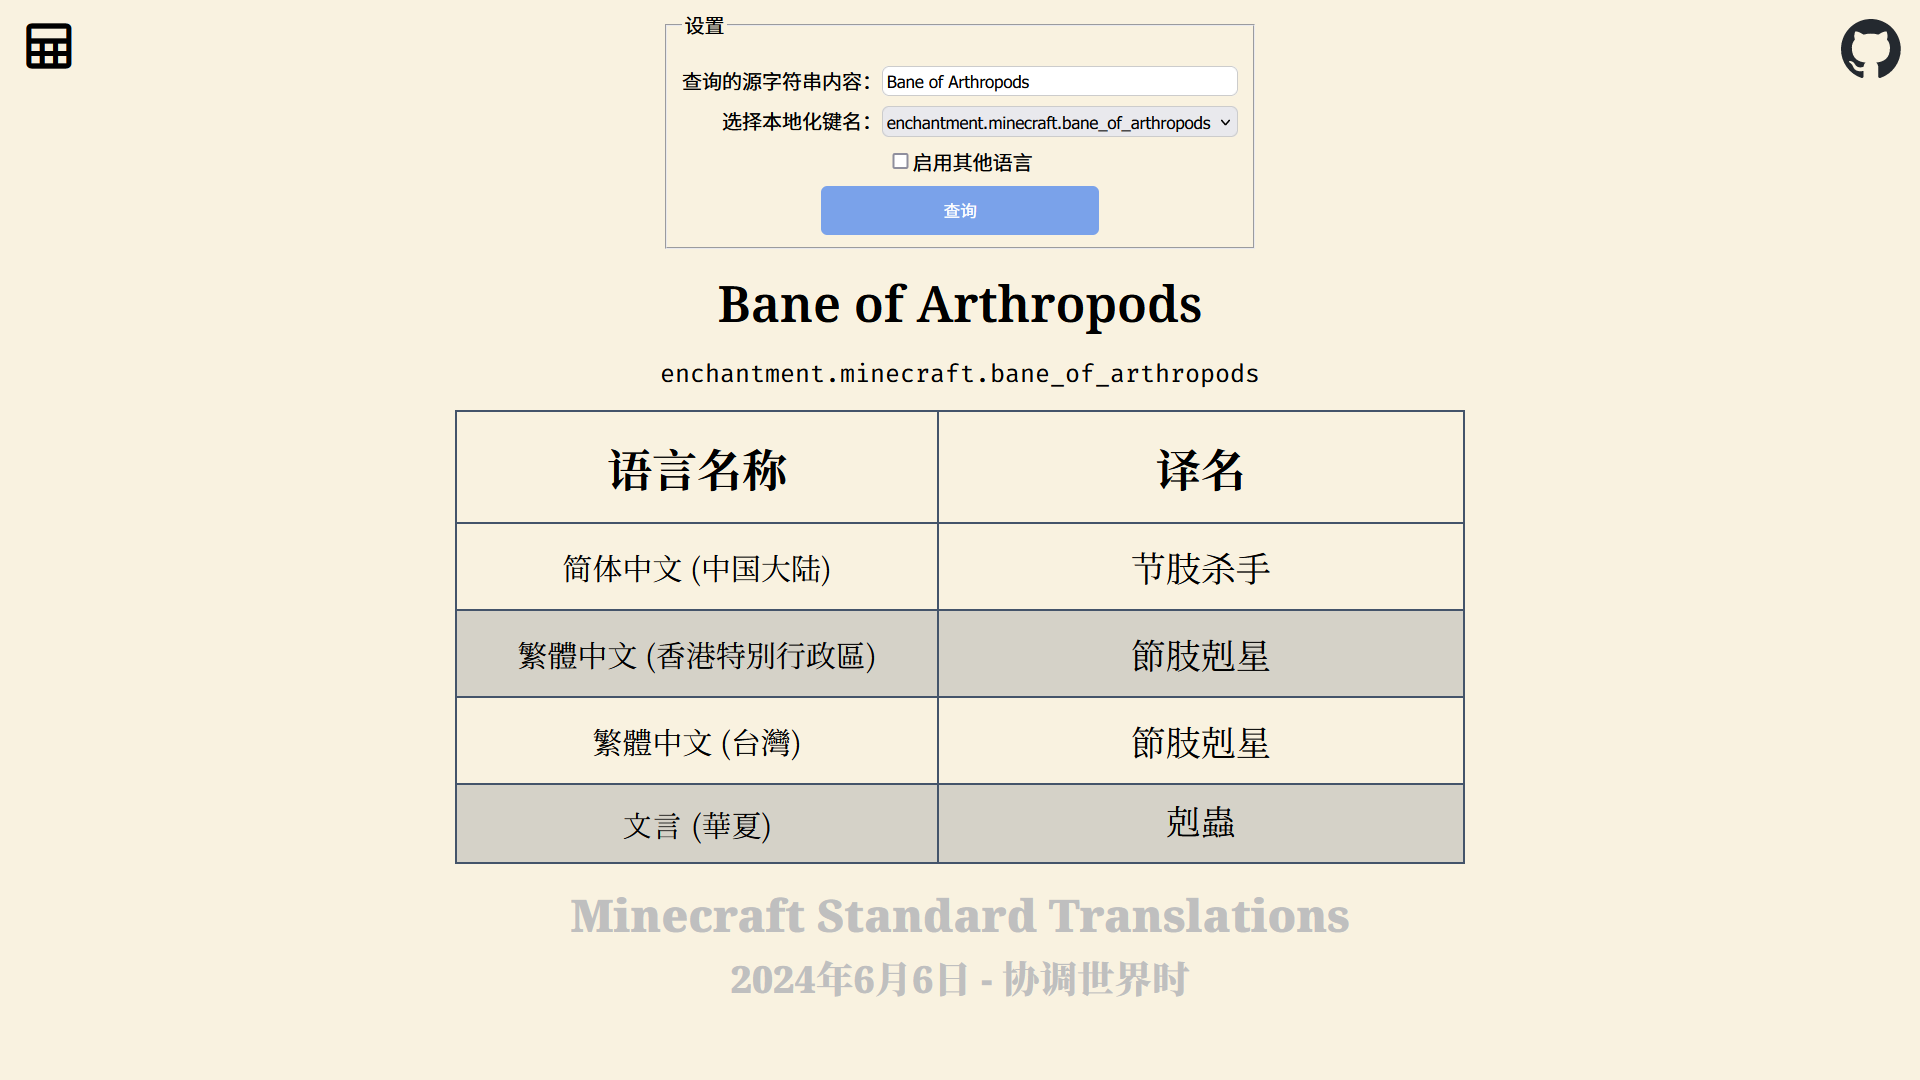 设置
查询的源字符串内容： Bane of Arthropods
选择本地化键名： enchantment.minecraft.bane_of_arthropods
启用其他语言
查询
Bane of Arthropods
enchantment.minecraft.bane_of_arthropods
语言名称 译名
简体中文 (中国大陆) 节肢杀手
繁體中文 (香港特別行政區) 節肢剋星
繁體中文 (台灣) 節肢剋星
文言 (華夏) 剋蟲
Minecraft Standard Translations
2024年6月6日 - 协调世界时